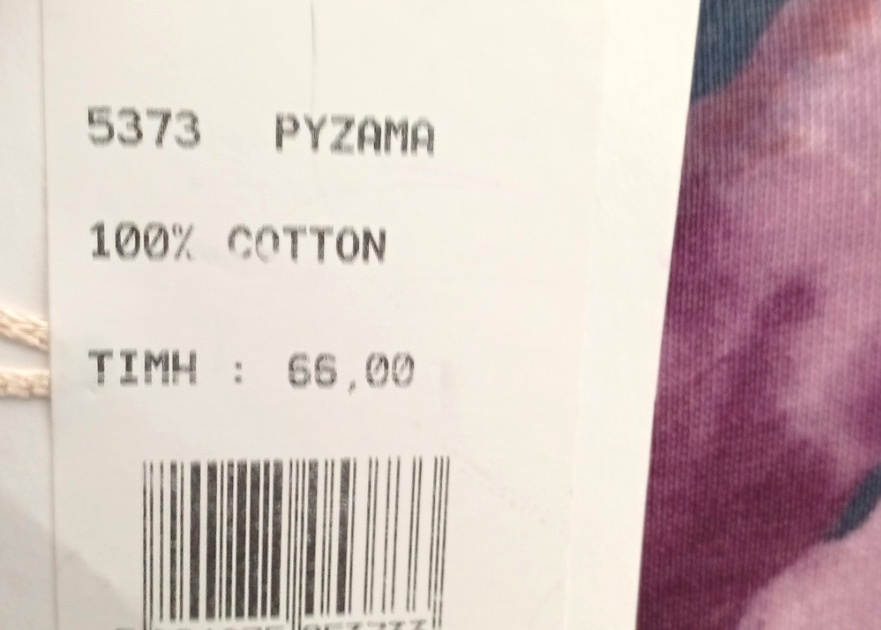 5373 PYZAMA
100% COTTON
TIMH : 66,00